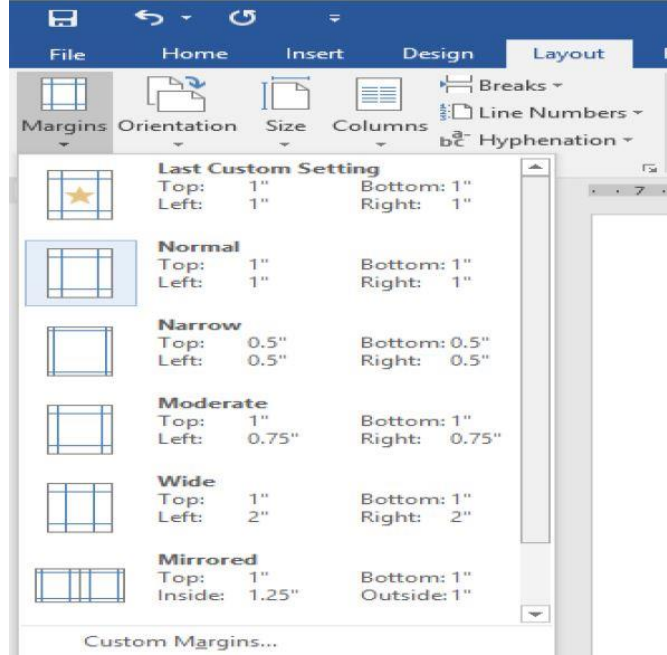 File Home Insert Design Layout
Margins Orientation Size Columns
Breaks
Line Numbers
Hyphenation
7
Last Custom Setting
Top: 1" Bottom: 1"
Left: 1" Right: 1"
Normal
Top: 1" Bottom: 1"
Left: 1" Right: 1"
Narrow
Top: 0.5" Bottom: 0.5"
Left: 0.5" Right: 0.5"
Moderate
Top: 1" Bottom: 1"
Left: 0.75" Right: 0.75"
Wide
Top: 1" Bottom: 1"
Left: 2" Right: 2"
Mirrored
Top: 1" Bottom: 1"
Inside: 1.25" Outside: 1"
Custom Margins...